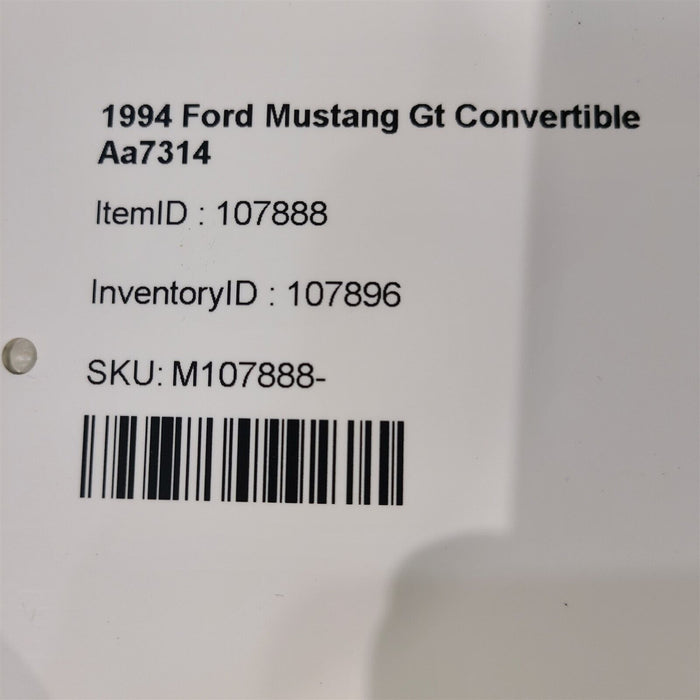 1994 Ford Mustang Gt Convertible
Aa7314
ItemID : 107888
InventoryID : 107896
SKU: M107888-